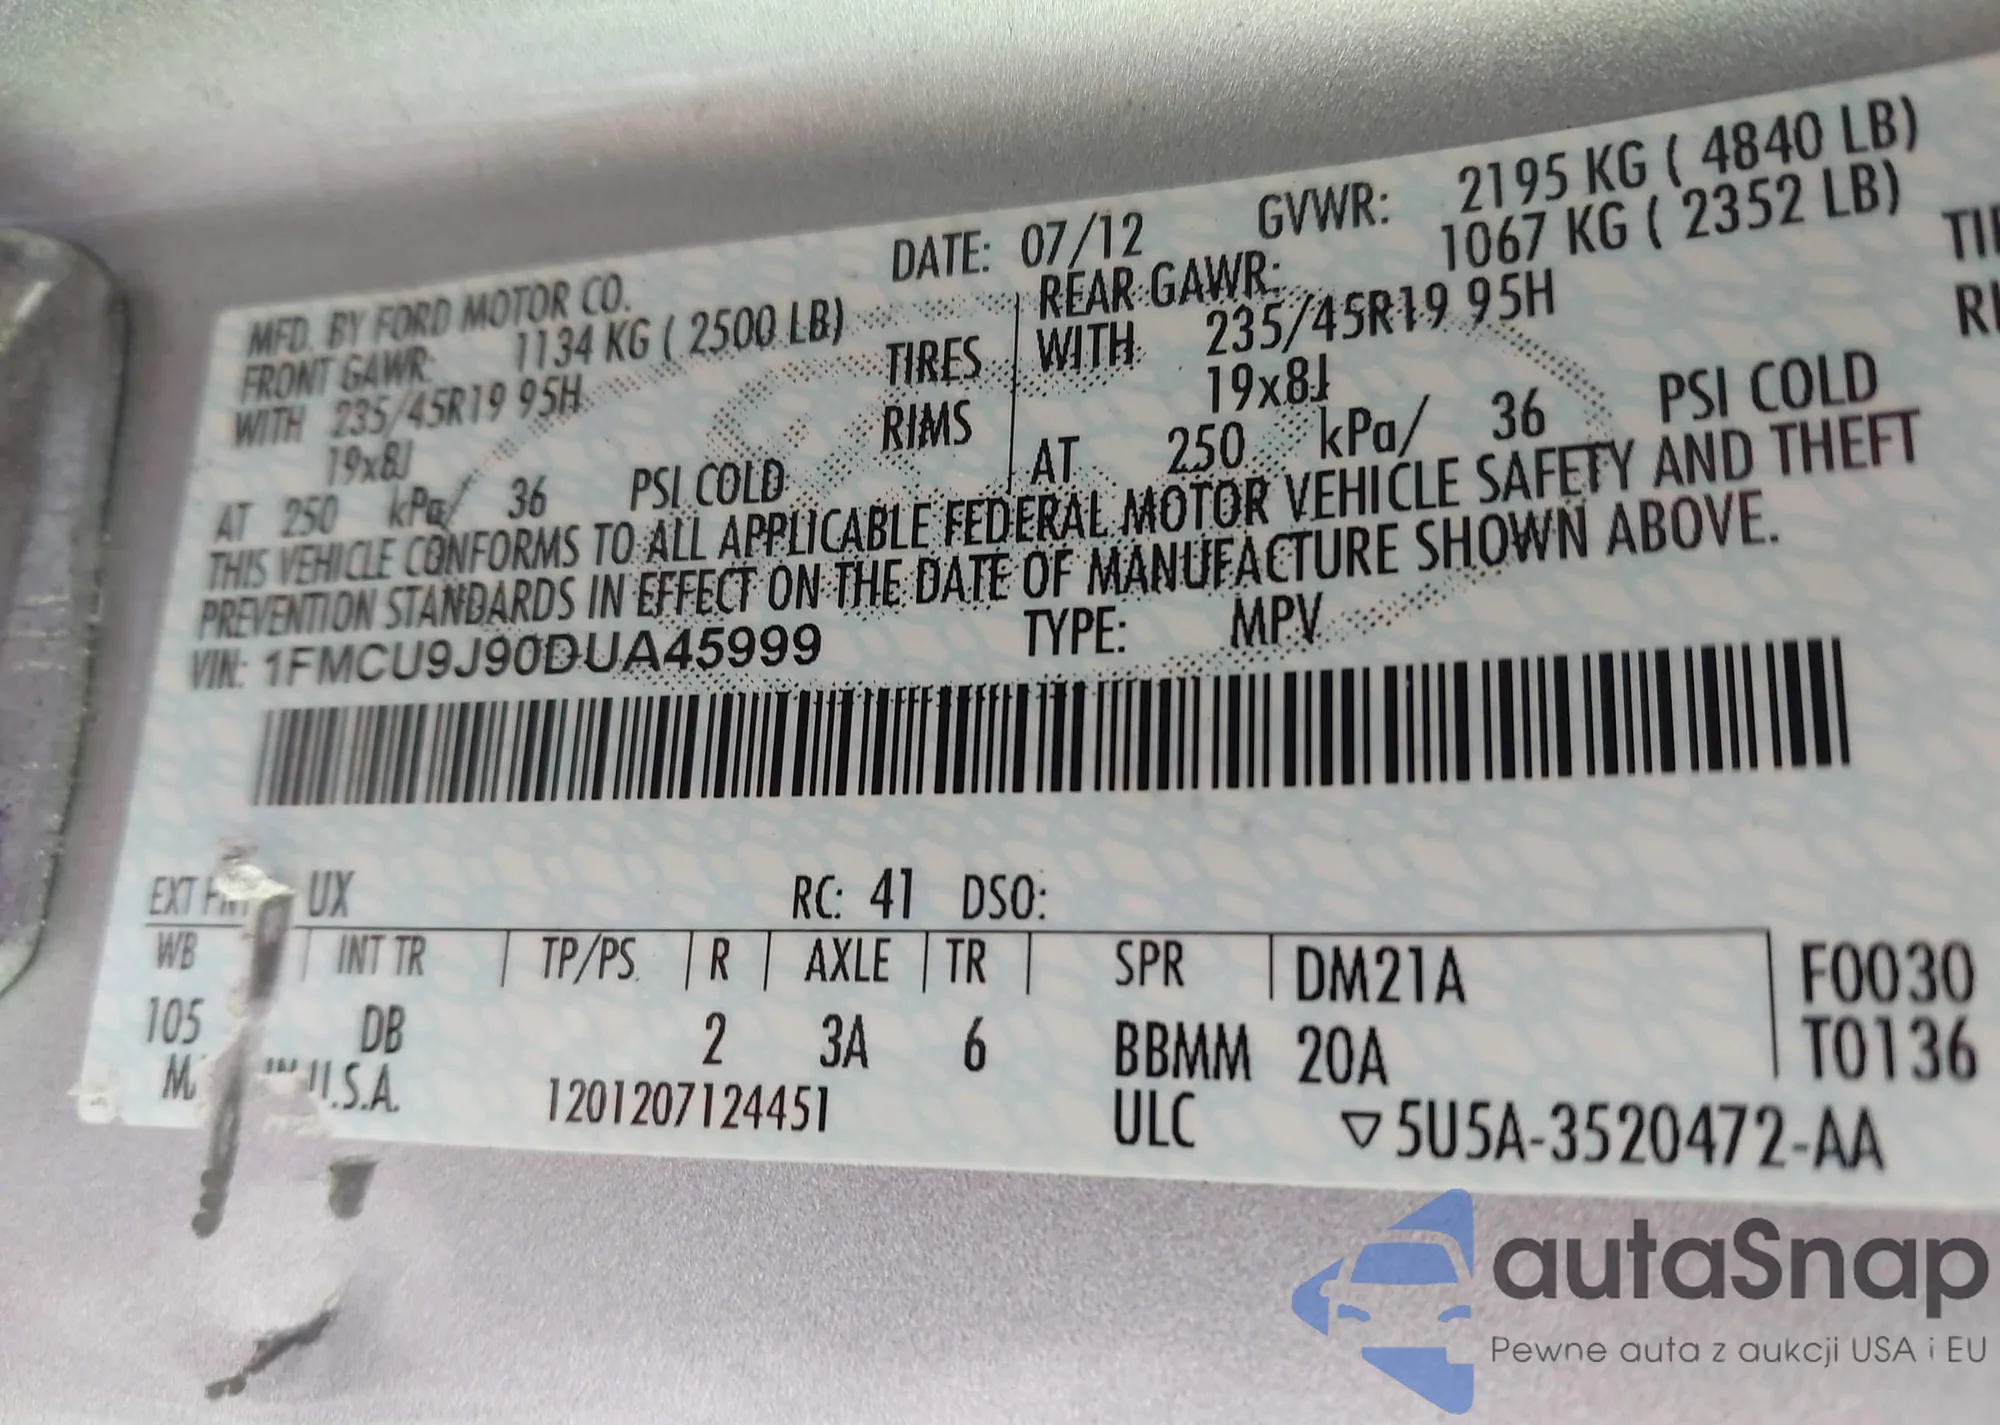 MFD. BY FORD MOTOR CO. DATE: 07/12 GVWR: 2195 KG ( 4840 LB)
FRONT GAWR: 1134 KG ( 2500 LB) REAR GAWR: 1067 KG ( 2352 LB)
WITH 235/45R19 95H TIRES WITH 235/45R19 95H TI
19x8J RIMS 19x8J RI
AT 250 kPa/ 36 PSI COLD AT 250 kPa/ 36 PSI COLD
THIS VEHICLE CONFORMS TO ALL APPLICABLE FEDERAL MOTOR VEHICLE SAFETY AND THEFT
PREVENTION STANDARDS IN EFFECT ON THE DATE OF MANUFACTURE SHOWN ABOVE.
VIN: 1FMCU9J90DUA45999 TYPE: MPV
EXT UX RC: 41 DSO:
WB INT TR TP/PS R AXLE TR SPR DM21A F0030
105 DB 2 3A 6 BBMM 20A T0136
U.S.A. 1201207124451 ULC ▽5U5A-3520472-AA
autaSnap
Pewne auta z aukcji USA i EU